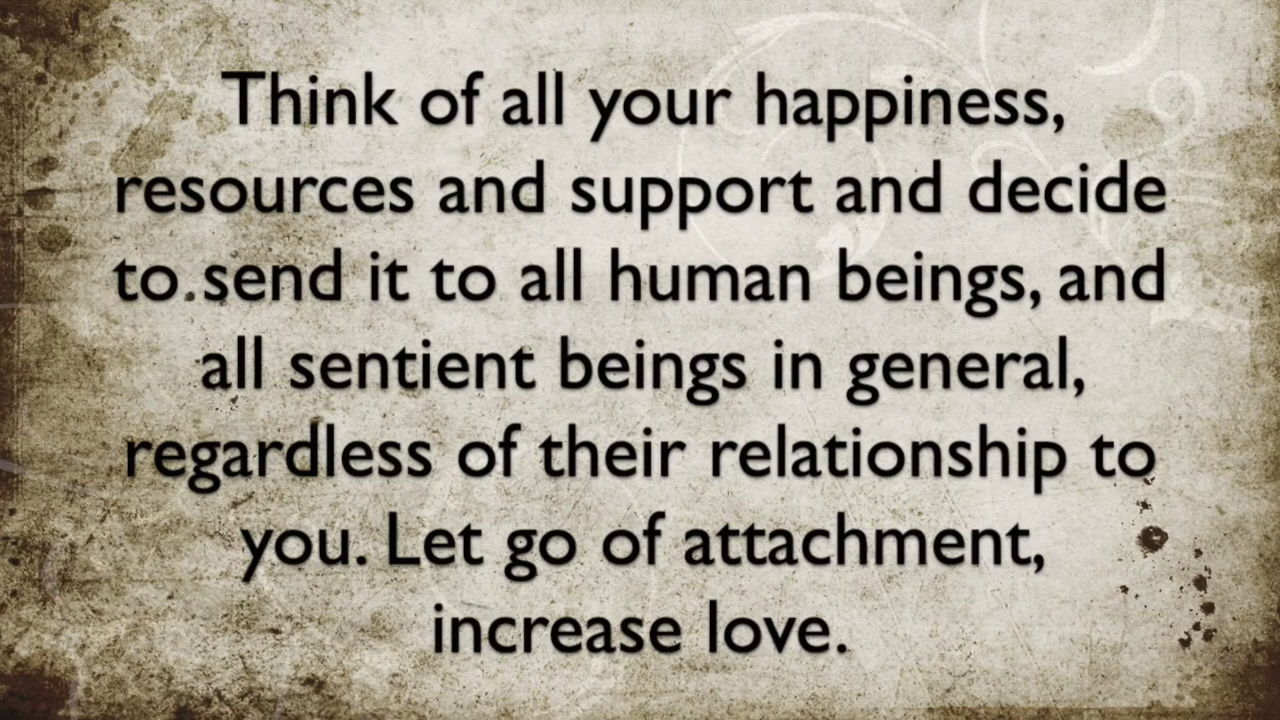 Think of all your happiness,
resources and support and decide
to send it to all human beings, and
all sentient beings in general,
regardless of their relationship to
you. Let go of attachment,
increase love.